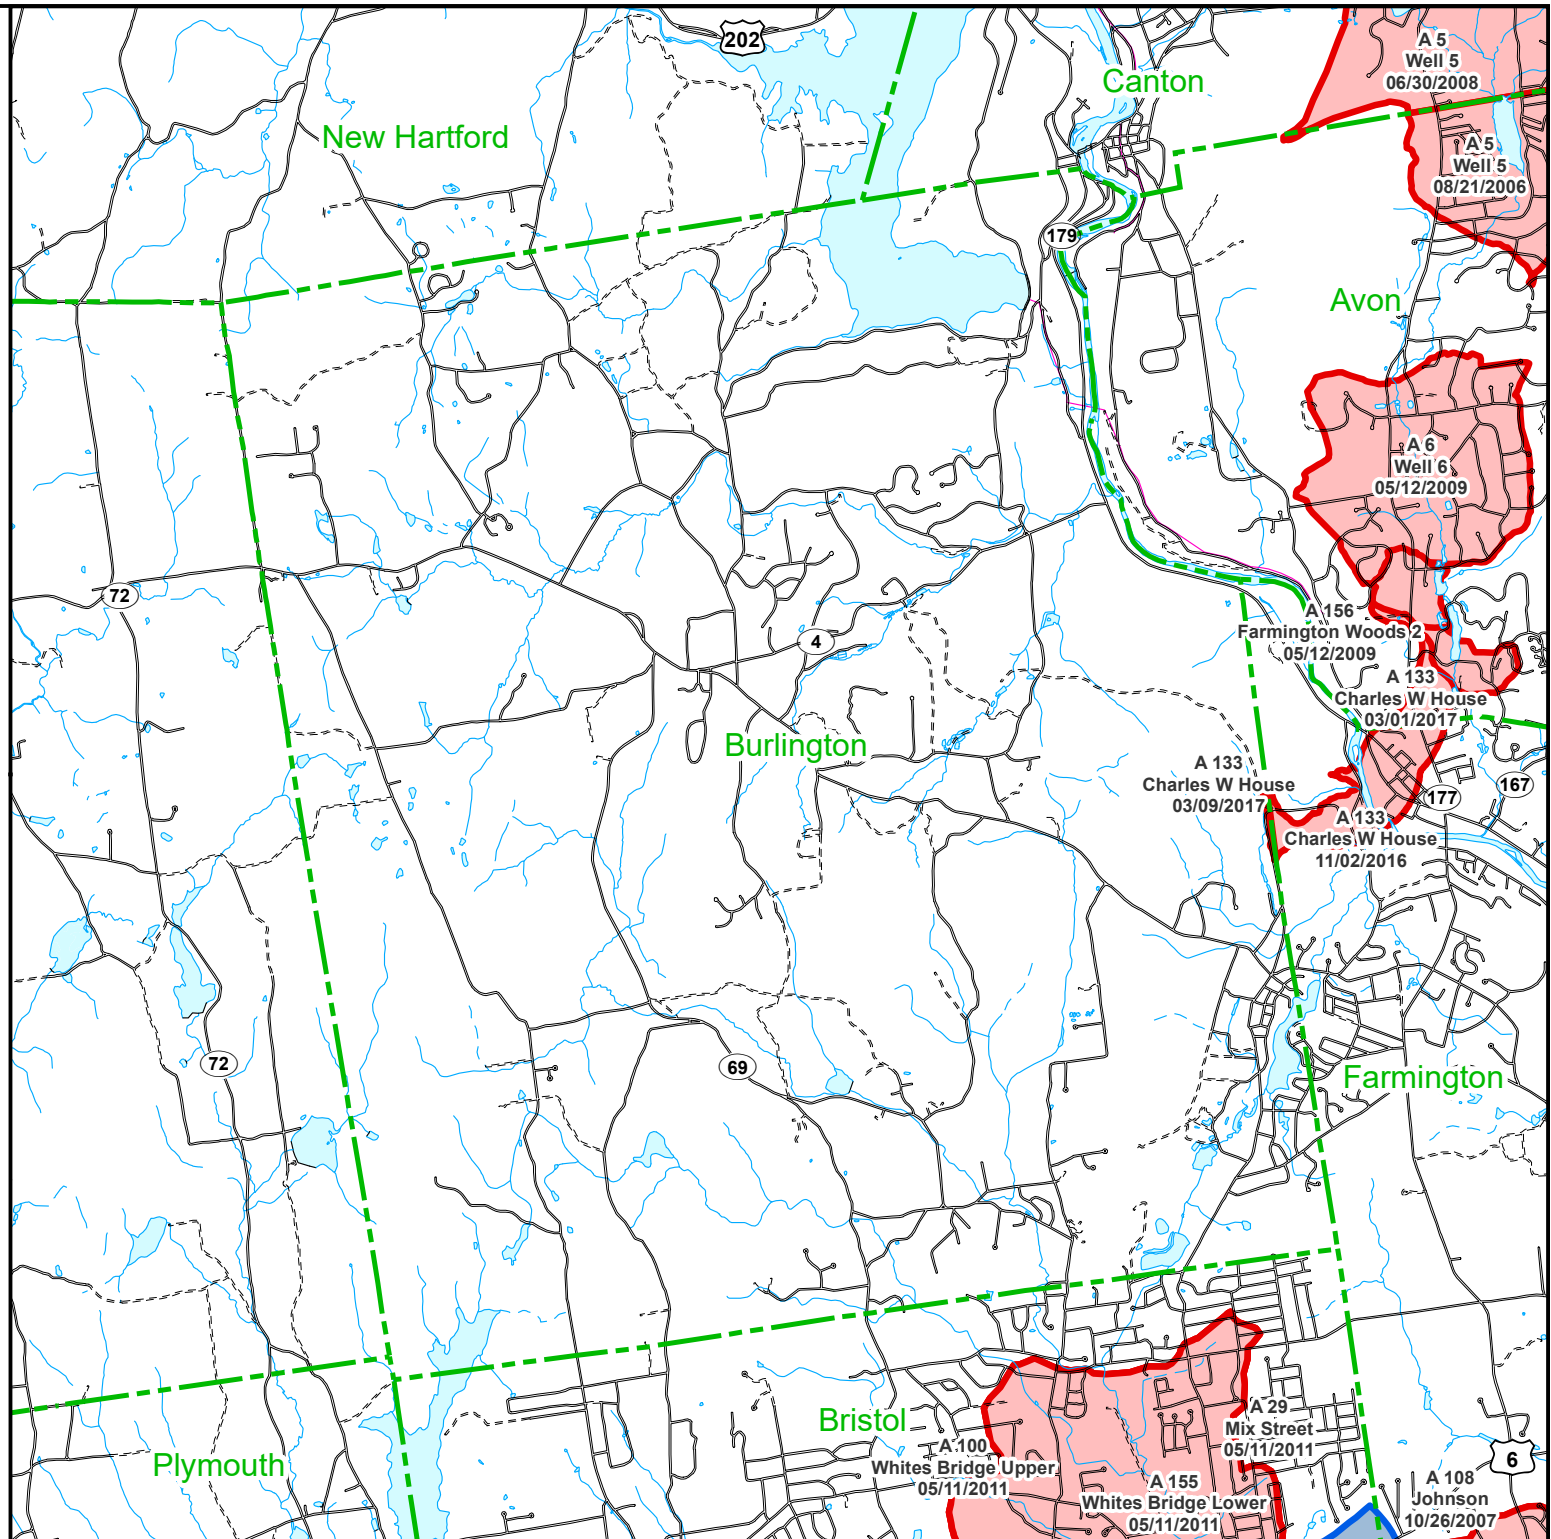 202
Canton
A 5
Well 5
06/30/2008
New Hartford
A 5
Well 5
08/21/2006
179
Avon
A 6
Well 6
05/12/2009
72
A 156
Farmington Woods 2
05/12/2009
4
A 133
Charles W House
03/01/2017
Burlington
A 133
Charles W House
03/09/2017
167
177
A 133
Charles W House
11/02/2016
72
69
Farmington
Bristol
A 29
Mix Street
05/11/2011
Plymouth
A 100
Whites Bridge Upper
05/11/2011
6
A 155
Whites Bridge Lower
05/11/2011
A 108
Johnson
10/26/2007